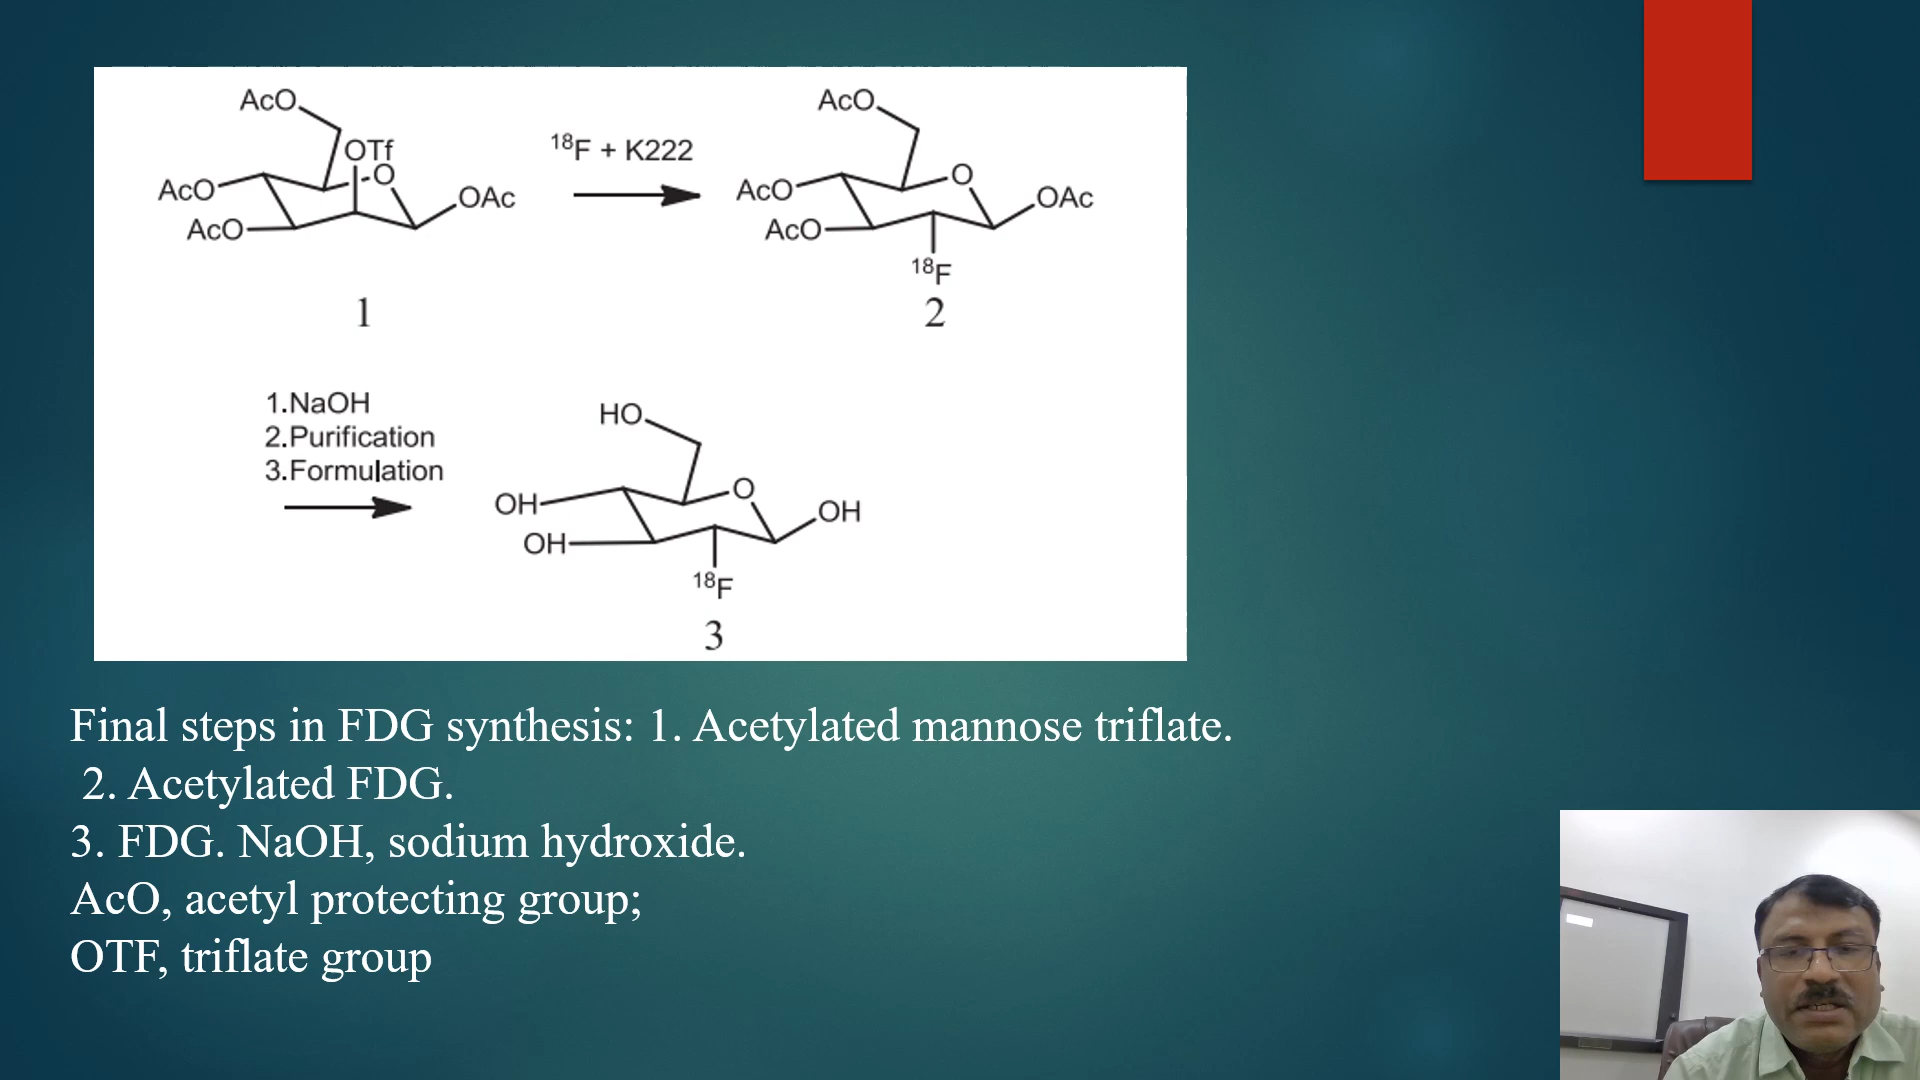 AcO
OTf
O
AcO
OAc
AcO
1
¹⁸F + K222
AcO
O
AcO
OAc
AcO
¹⁸F
2
1.NaOH
2.Purification
3.Formulation
HO
O
OH
OH
OH
¹⁸F
3
Final steps in FDG synthesis: 1. Acetylated mannose triflate.
2. Acetylated FDG.
3. FDG. NaOH, sodium hydroxide.
AcO, acetyl protecting group;
OTF, triflate group